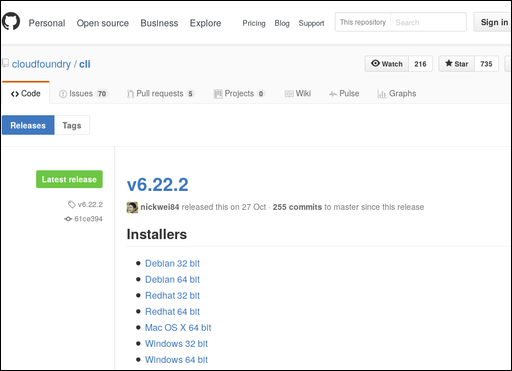 Personal Open source Business Explore Pricing Blog Support This repository Search Sign in
cloudfoundry / cli Watch 216 Star 735
Code Issues 70 Pull requests 5 Projects 0 Wiki Pulse Graphs
Releases Tags
Latest release
v6.22.2
61ce394
v6.22.2
nickwei84 released this on 27 Oct · 255 commits to master since this release
Installers
Debian 32 bit
Debian 64 bit
Redhat 32 bit
Redhat 64 bit
Mac OS X 64 bit
Windows 32 bit
Windows 64 bit